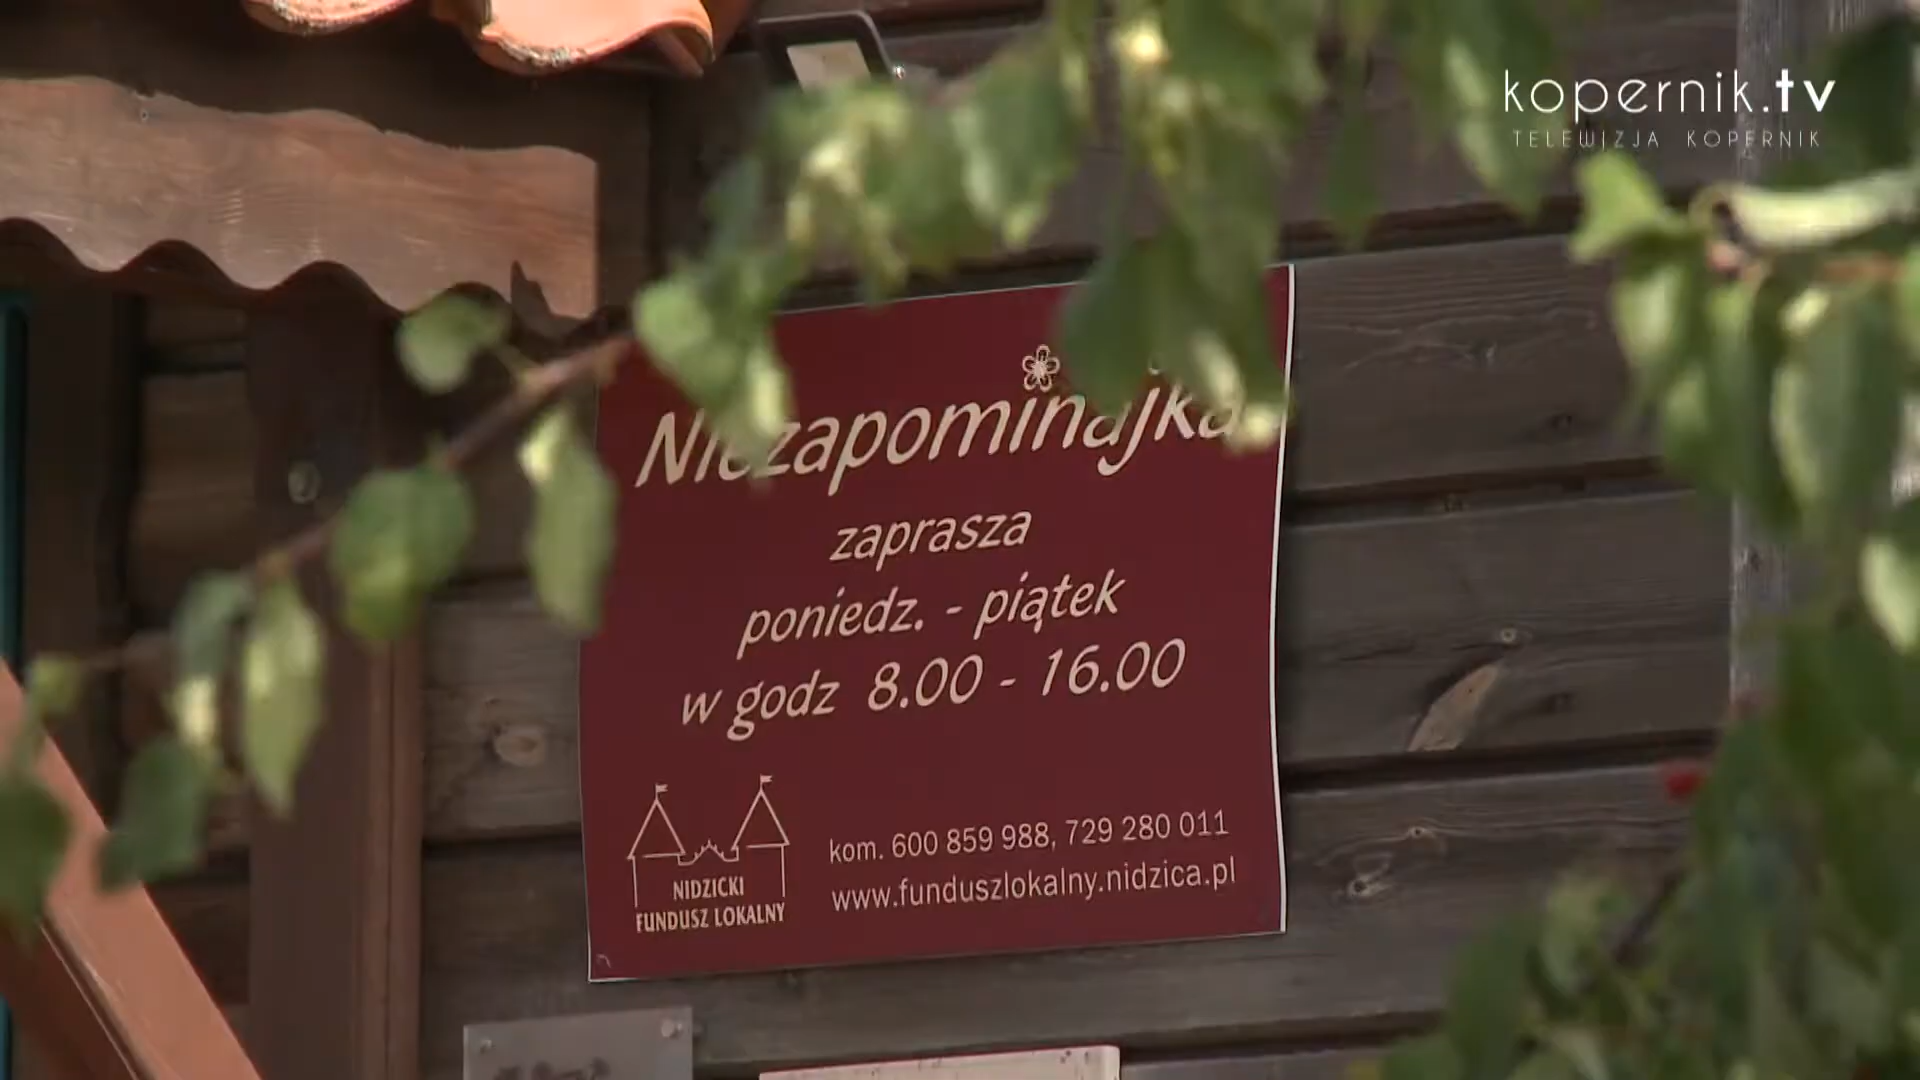 kopernik.tv
TELEWIZJA KOPERNIK
Niezapominajka
zaprasza
poniedz. - piątek
w godz 8.00 - 16.00
NIDZICKI
FUNDUSZ LOKALNY
kom. 600 859 988, 729 280 011
www.funduszlokalny.nidzica.pl